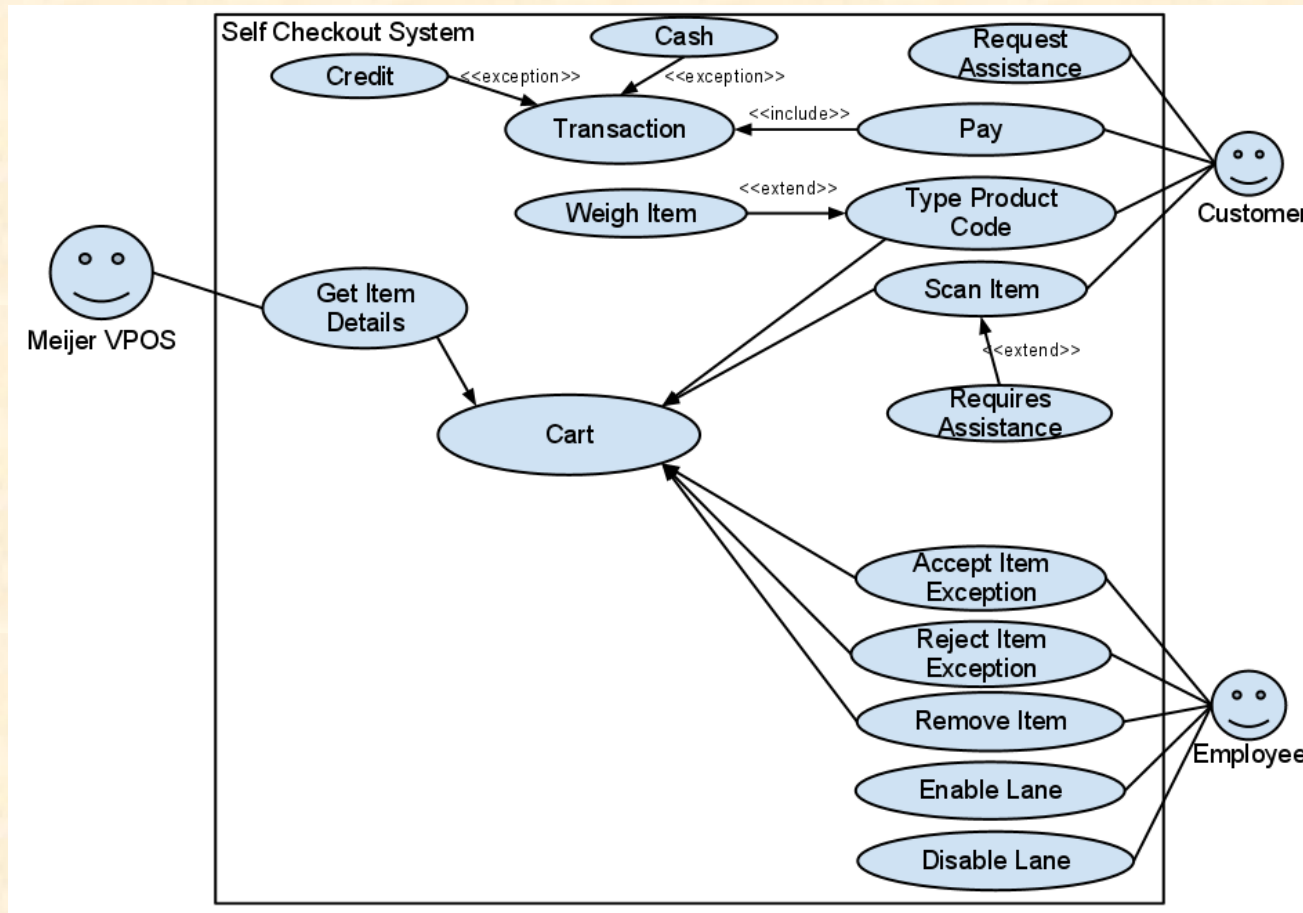 Self Checkout System
Cash
Request
Assistance
Credit
<<exception>>
<<exception>>
Transaction
<<include>>
Pay
<<extend>>
Weigh Item
Type Product
Code
Customer
Get Item
Details
Scan Item
Meijer VPOS
<<extend>>
Requires
Assistance
Cart
Accept Item
Exception
Reject Item
Exception
Remove Item
Employee
Enable Lane
Disable Lane